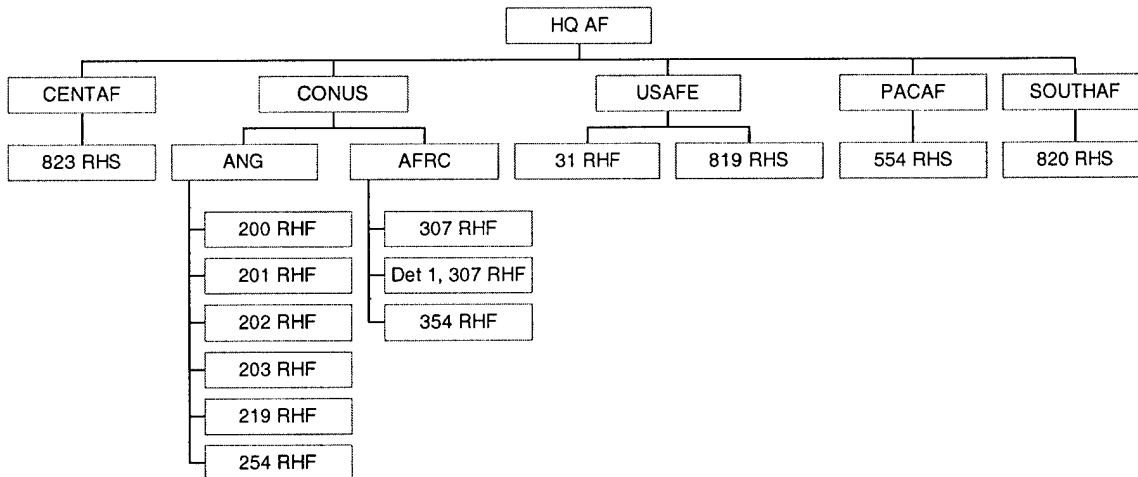 HQ AF
CENTAF CONUS USAFE PACAF SOUTHAF
823 RHS ANG AFRC 31 RHF 819 RHS 554 RHS 820 RHS
200 RHF 307 RHF
201 RHF Det 1, 307 RHF
202 RHF 354 RHF
203 RHF
219 RHF
254 RHF